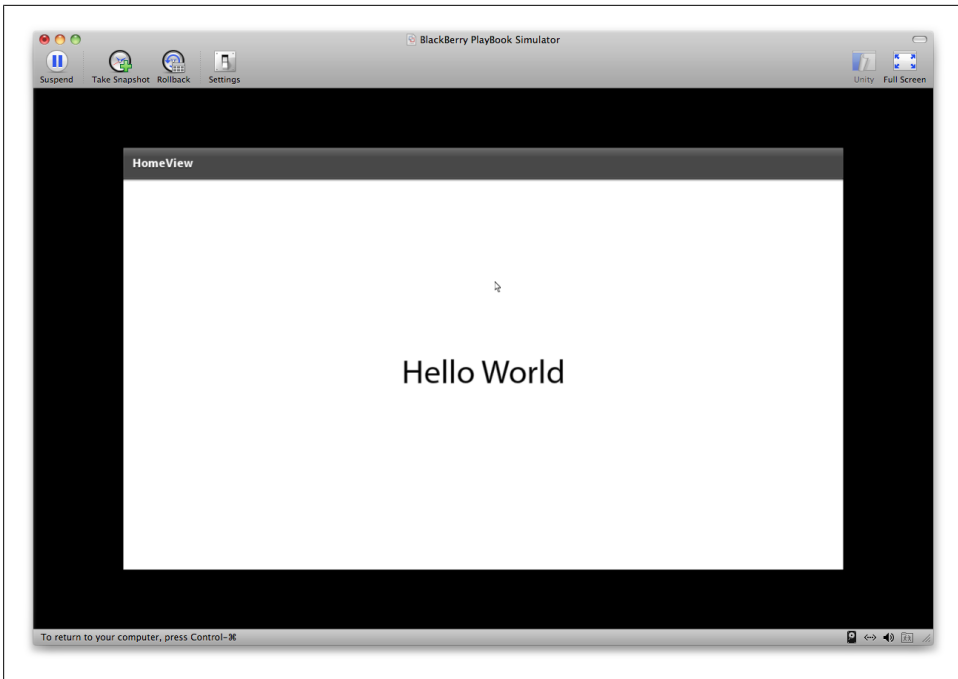 BlackBerry PlayBook Simulator
Suspend Take Snapshot Rollback Settings Unity Full Screen
HomeView
Hello World
To return to your computer, press Control-⌘